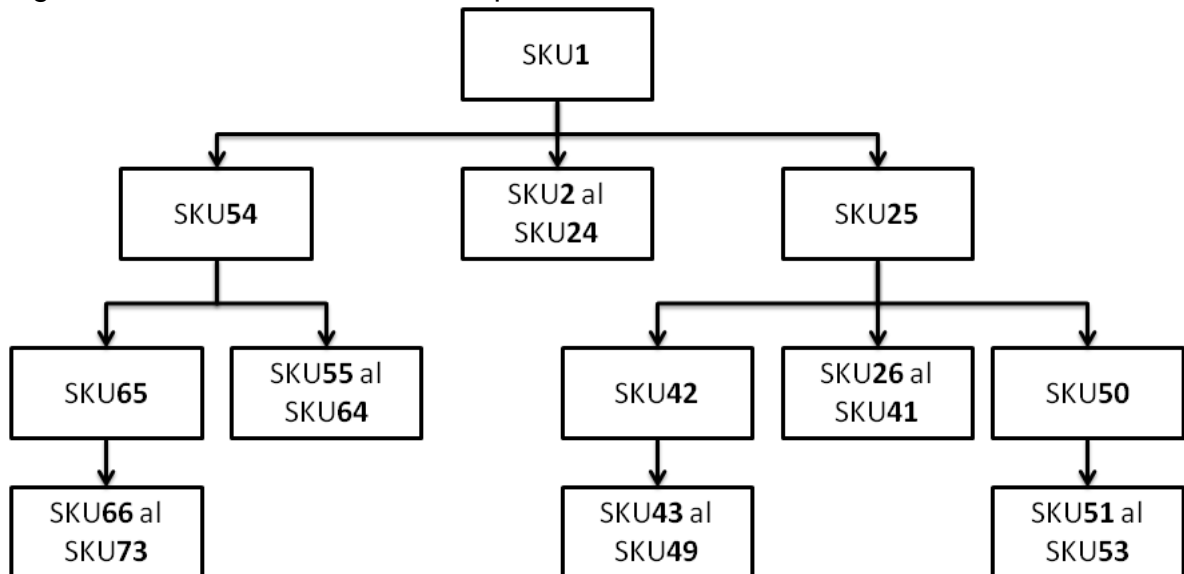 SKU1
SKU54
SKU2 al
SKU24
SKU25
SKU65
SKU55 al
SKU64
SKU42
SKU26 al
SKU41
SKU50
SKU66 al
SKU73
SKU43 al
SKU49
SKU51 al
SKU53